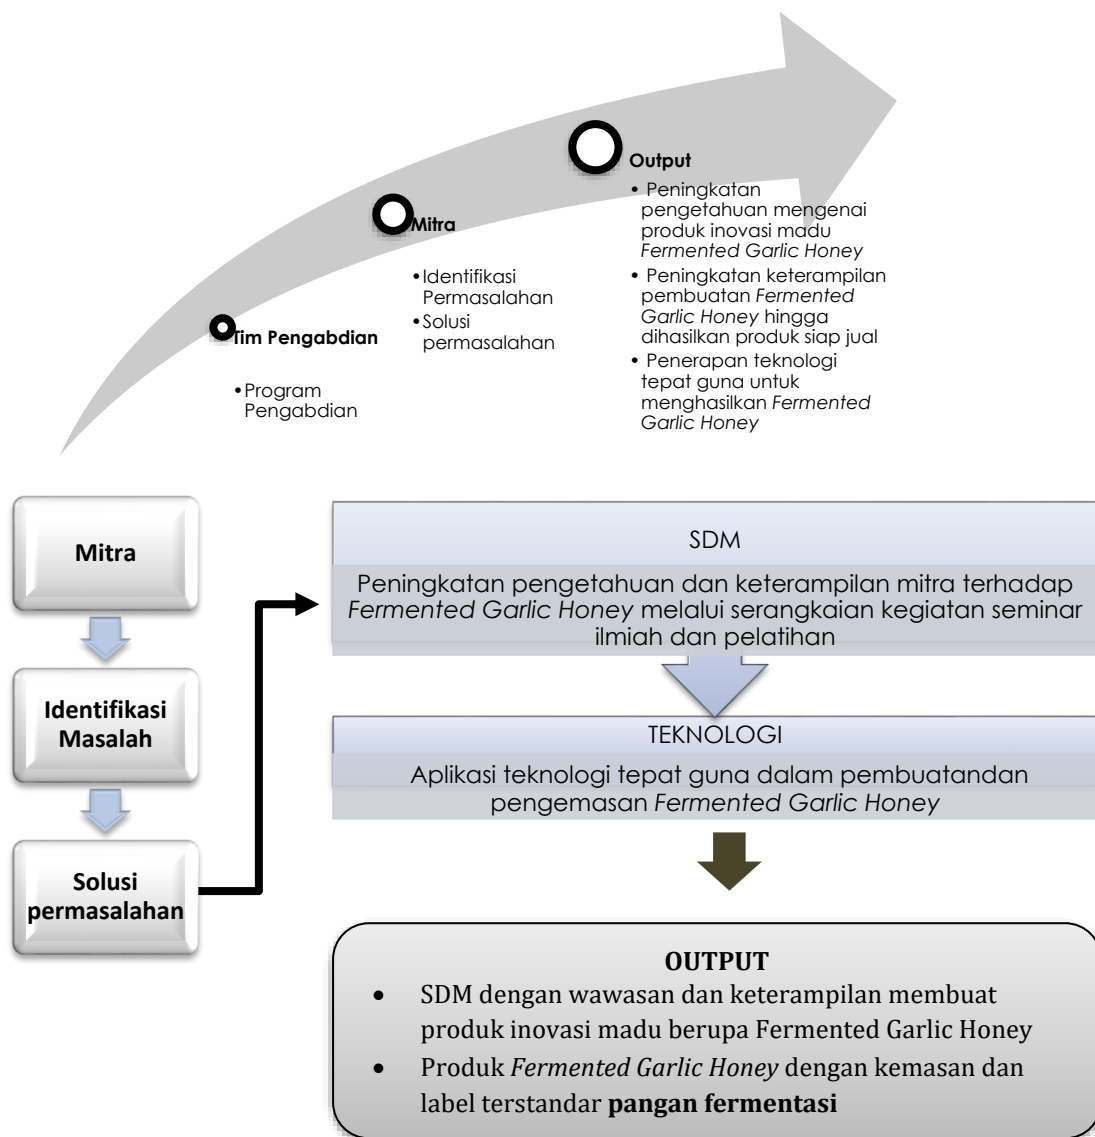 Output
• Peningkatan
pengetahuan mengenai
produk inovasi madu
Fermented Garlic Honey
• Peningkatan keterampilan
pembuatan Fermented
Garlic Honey hingga
dihasilkan produk siap jual
• Penerapan teknologi
tepat guna untuk
menghasilkan Fermented
Garlic Honey
Mitra
•Identifikasi
Permasalahan
•Solusi
permasalahan
Tim Pengabdian
•Program
Pengabdian
Mitra
Identifikasi
Masalah
Solusi
permasalahan
SDM
Peningkatan pengetahuan dan keterampilan mitra terhadap
Fermented Garlic Honey melalui serangkaian kegiatan seminar
ilmiah dan pelatihan
TEKNOLOGI
Aplikasi teknologi tepat guna dalam pembuatandan
pengemasan Fermented Garlic Honey
OUTPUT
• SDM dengan wawasan dan keterampilan membuat
produk inovasi madu berupa Fermented Garlic Honey
• Produk Fermented Garlic Honey dengan kemasan dan
label terstandar pangan fermentasi